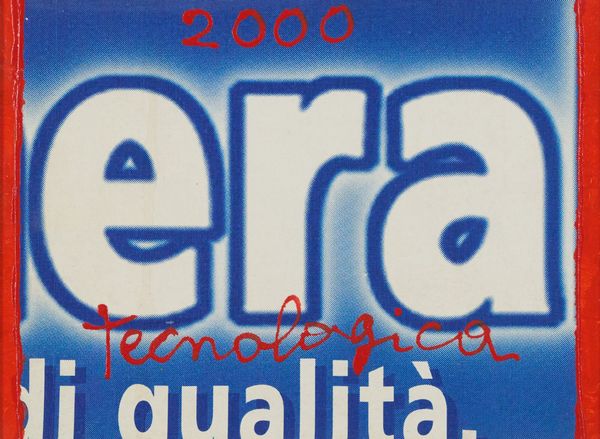 2000
era
tecnologica
di qualità.